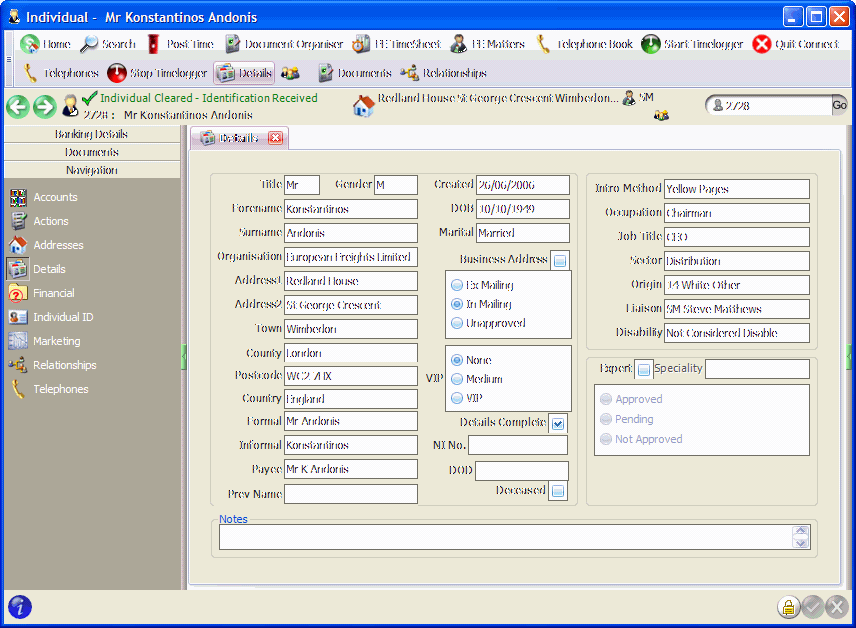 Individual - Mr Konstantinos Andonis
Home Search Post Time Document Organiser PE TimeSheet PE Matters Telephone Book Start Timelogger Quit Connect
Telephones Stop Timelogger Details Documents Relationships
Individual Cleared - Identification Received
2728 : Mr Konstantinos Andonis
Redland House St George Crescent Wimbedon... SM
2728 Go
Banking Details
Documents
Navigation
Accounts
Actions
Addresses
Details
Financial
Individual ID
Marketing
Relationships
Telephones
Details
Title Mr Gender M
Forename Konstantinos
Surname Andonis
Organisation European Freights Limited
Address1 Redland House
Address2 St George Crescent
Town Wimbedon
County London
Postcode WC2 7HX
Country England
Formal Mr Andonis
Informal Konstantinos
Payee Mr K Andonis
Prev Name
Created 26/06/2006
DOB 10/10/1949
Marital Married
Business Address
Ex Mailing
In Mailing
Unapproved
VIP
None
Medium
VIP
Details Complete
NI No.
DOD
Deceased
Intro Method Yellow Pages
Occupation Chairman
Job Title CEO
Sector Distribution
Origin 14 White Other
Liaison SM Steve Matthews
Disability Not Considered Disable
Expert Speciality
Approved
Pending
Not Approved
Notes